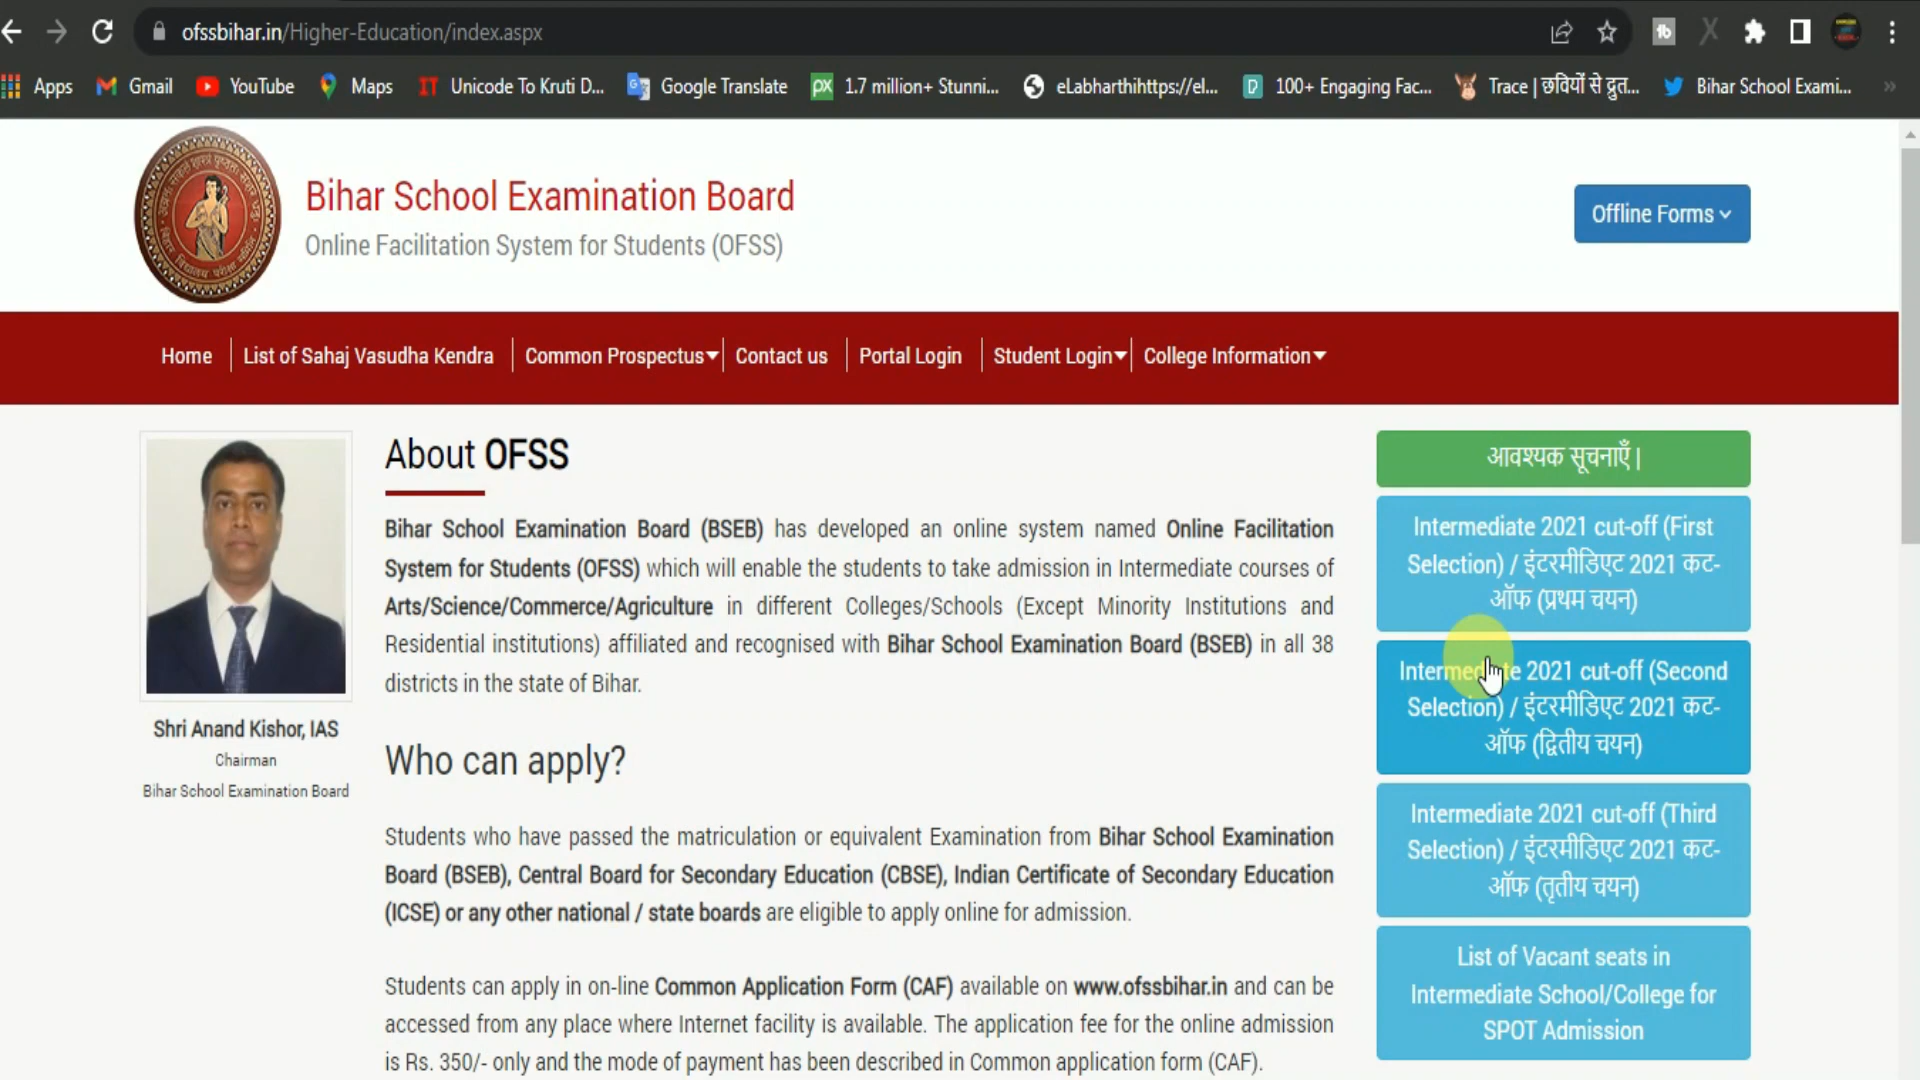 ofssbihar.in/Higher-Education/index.aspx
Apps Gmail YouTube Maps Unicode To Kruti D... Google Translate 1.7 million+ Stunni... eLabharthihttps://el... 100+ Engaging Fac... Trace | छवियों से द्रुत... Bihar School Exami... »
Bihar School Examination Board
Online Facilitation System for Students (OFSS)
Offline Forms
Home
List of Sahaj Vasudha Kendra
Common Prospectus
Contact us
Portal Login
Student Login
College Information
Shri Anand Kishor, IAS
Chairman
Bihar School Examination Board
About OFSS
Bihar School Examination Board (BSEB) has developed an online system named Online Facilitation
System for Students (OFSS) which will enable the students to take admission in Intermediate courses of
Arts/Science/Commerce/Agriculture in different Colleges/Schools (Except Minority Institutions and
Residential institutions) affiliated and recognised with Bihar School Examination Board (BSEB) in all 38
districts in the state of Bihar.
Who can apply?
Students who have passed the matriculation or equivalent Examination from Bihar School Examination
Board (BSEB), Central Board for Secondary Education (CBSE), Indian Certificate of Secondary Education
(ICSE) or any other national / state boards are eligible to apply online for admission.
Students can apply in on-line Common Application Form (CAF) available on www.ofssbihar.in and can be
accessed from any place where Internet facility is available. The application fee for the online admission
is Rs. 350/- only and the mode of payment has been described in Common application form (CAF).
आवश्यक सूचनाएँ |
Intermediate 2021 cut-off (First
Selection) / इंटरमीडिएट 2021 कट-
ऑफ (प्रथम चयन)
Intermediate 2021 cut-off (Second
Selection) / इंटरमीडिएट 2021 कट-
ऑफ (द्वितीय चयन)
Intermediate 2021 cut-off (Third
Selection) / इंटरमीडिएट 2021 कट-
ऑफ (तृतीय चयन)
List of Vacant seats in
Intermediate School/College for
SPOT Admission